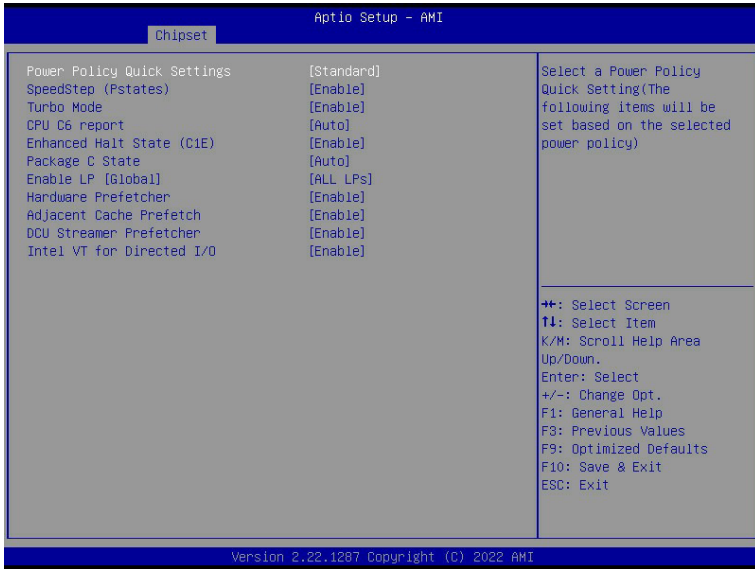 Aptio Setup – AMI
Chipset
Power Policy Quick Settings [Standard]
SpeedStep (Pstates) [Enable]
Turbo Mode [Enable]
CPU C6 report [Auto]
Enhanced Halt State (C1E) [Enable]
Package C State [Auto]
Enable LP [Global] [ALL LPs]
Hardware Prefetcher [Enable]
Adjacent Cache Prefetch [Enable]
DCU Streamer Prefetcher [Enable]
Intel VT for Directed I/O [Enable]
Select a Power Policy
Quick Setting(The
following items will be
set based on the selected
power policy)
→←: Select Screen
↑↓: Select Item
K/M: Scroll Help Area
Up/Down.
Enter: Select
+/-: Change Opt.
F1: General Help
F3: Previous Values
F9: Optimized Defaults
F10: Save & Exit
ESC: Exit
Version 2.22.1287 Copyright (C) 2022 AMI